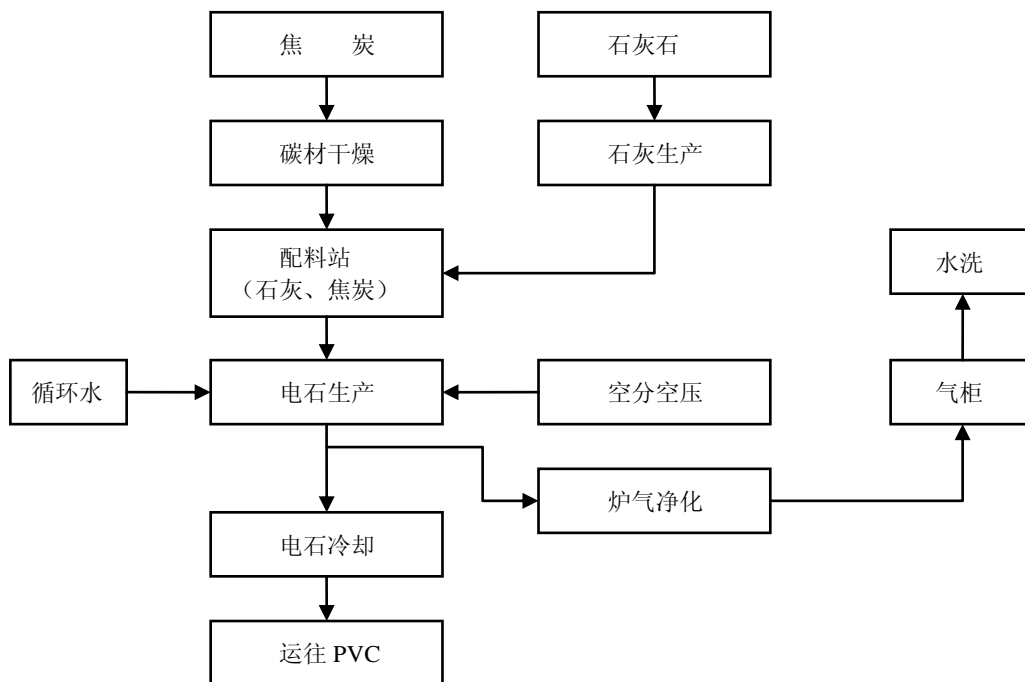 焦 炭
石灰石
碳材干燥
石灰生产
配料站
（石灰、焦炭）
水洗
循环水
电石生产
空分空压
气柜
炉气净化
电石冷却
运往 PVC